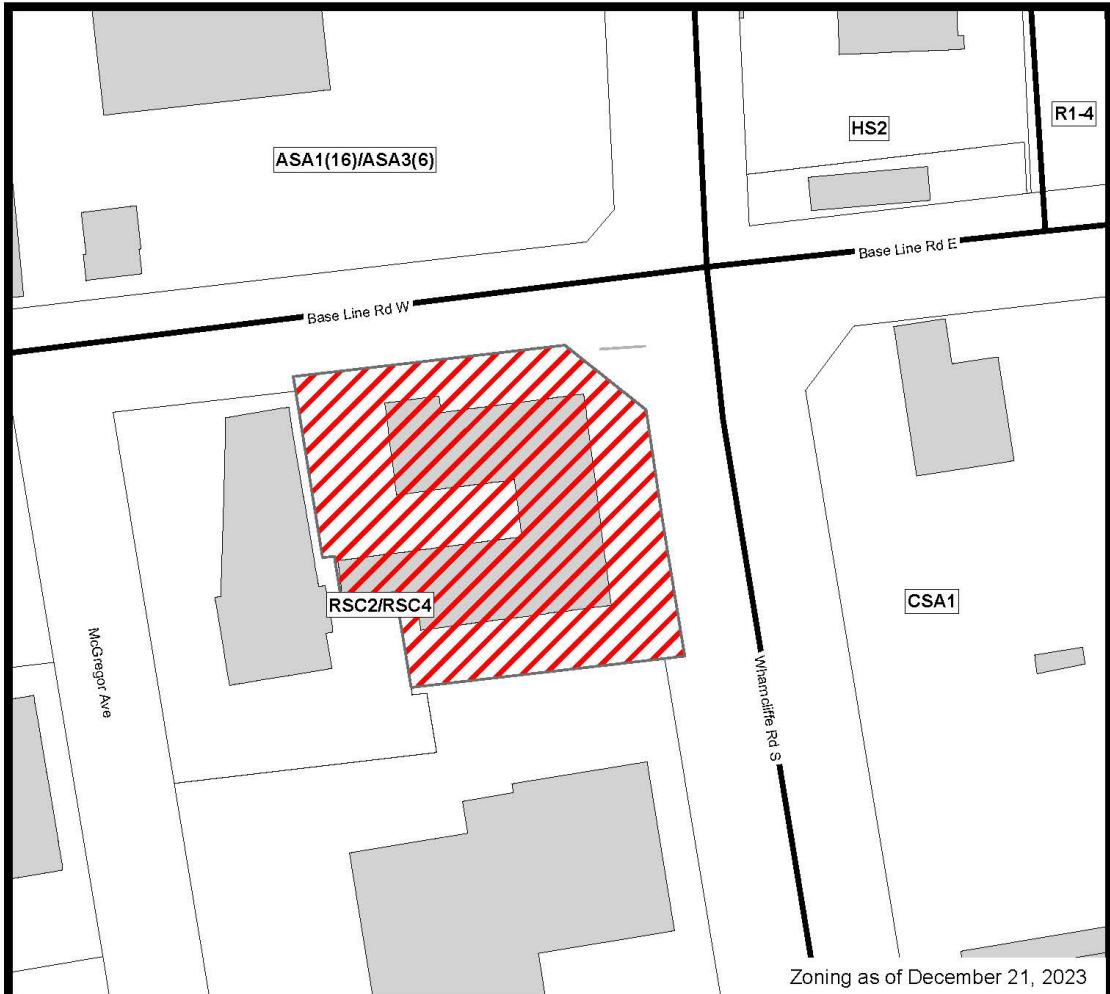 R1-4
HS2
ASA1(16)/ASA3(6)
Base Line Rd E
Base Line Rd W
RSC2/RSC4
CSA1
McGregor Ave
Wharncliffe Rd S
Zoning as of December 21, 2023